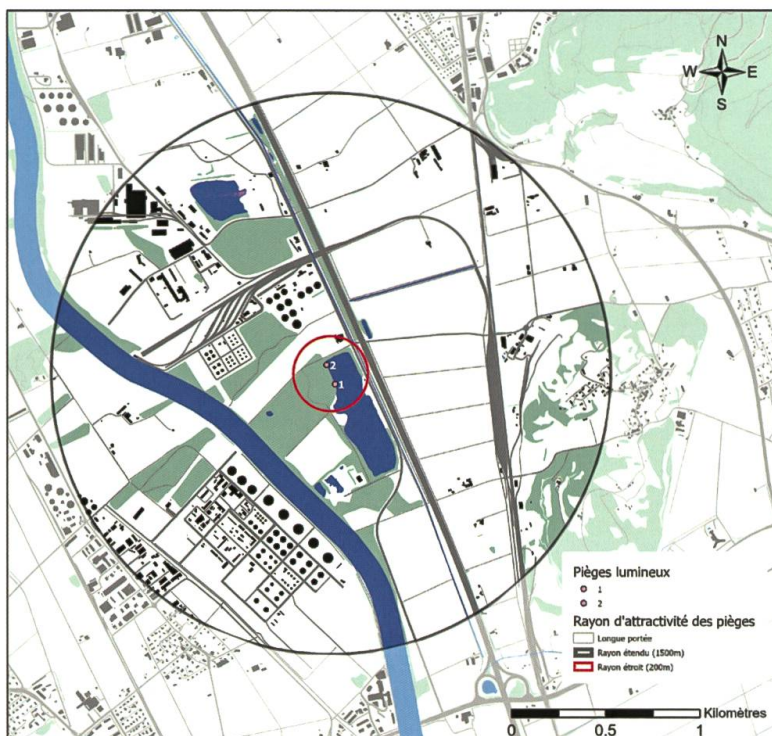 N
W E
S
2
1
Pièges lumineux
1
2
Rayon d'attractivité des pièges
Longue portée
Rayon étendu (1500m)
Rayon étroit (200m)
Kilomètres
0 0.5 1